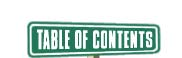 TABLE OF CONTENTS